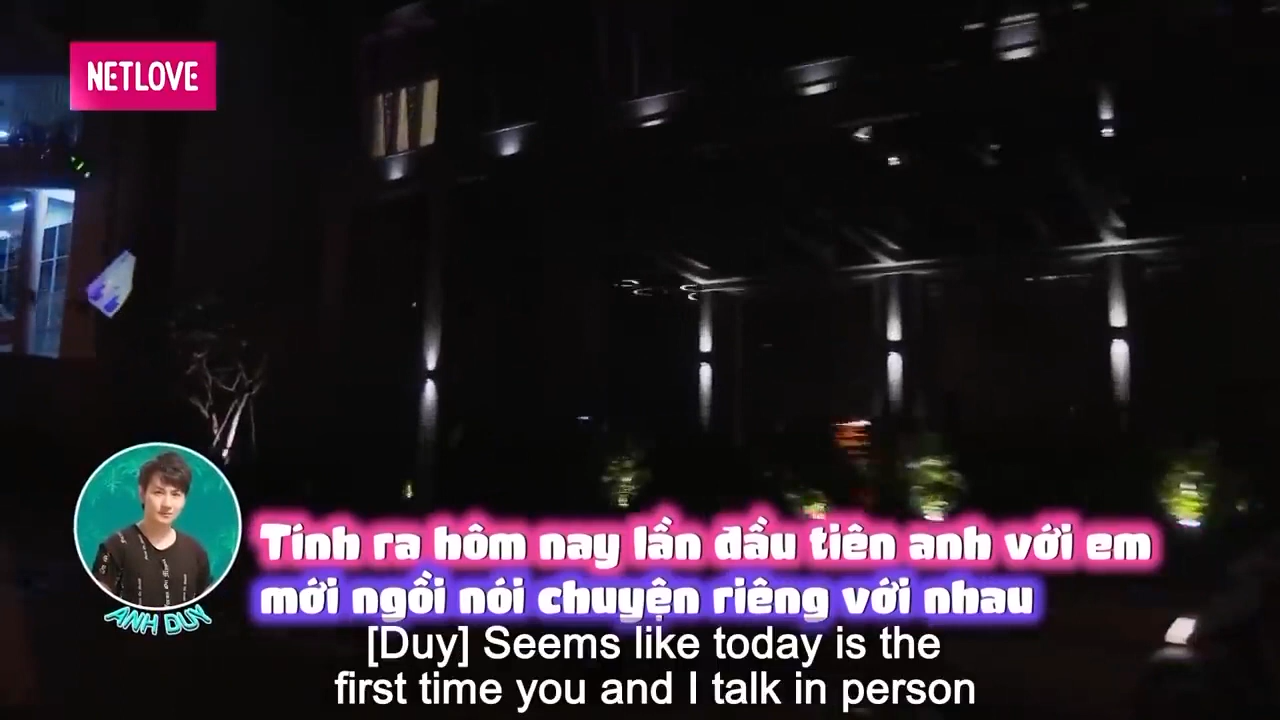 NETLOVE
Tính ra hôm nay lần đầu tiên anh với em
mới ngồi nói chuyện riêng với nhau
ANH DUY
[Duy] Seems like today is the
first time you and I talk in person